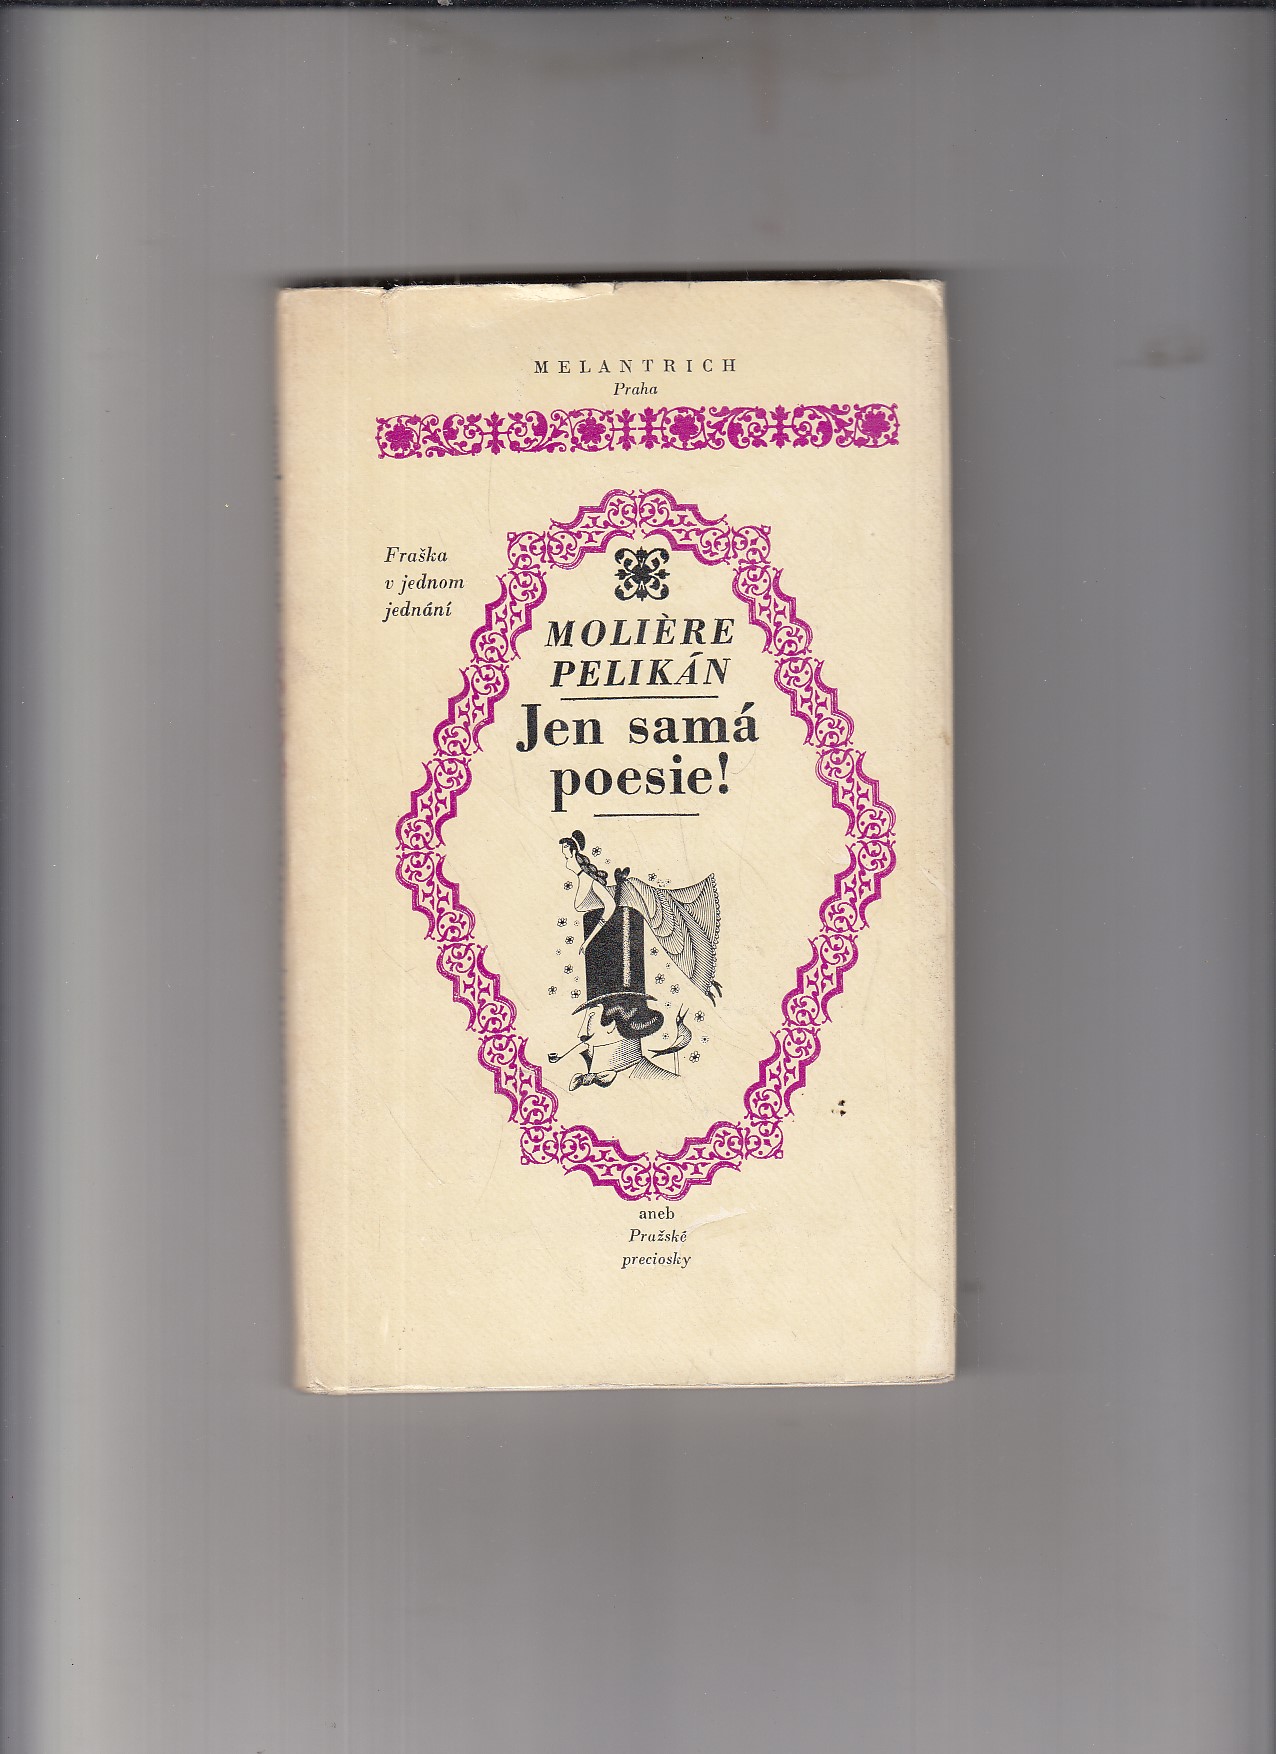 MELANTRICH
Praha
Fraška
v jednom
jednání
MOLIÈRE
PELIKÁN
Jen samá
poesie!
aneb
Pražské
preciosky